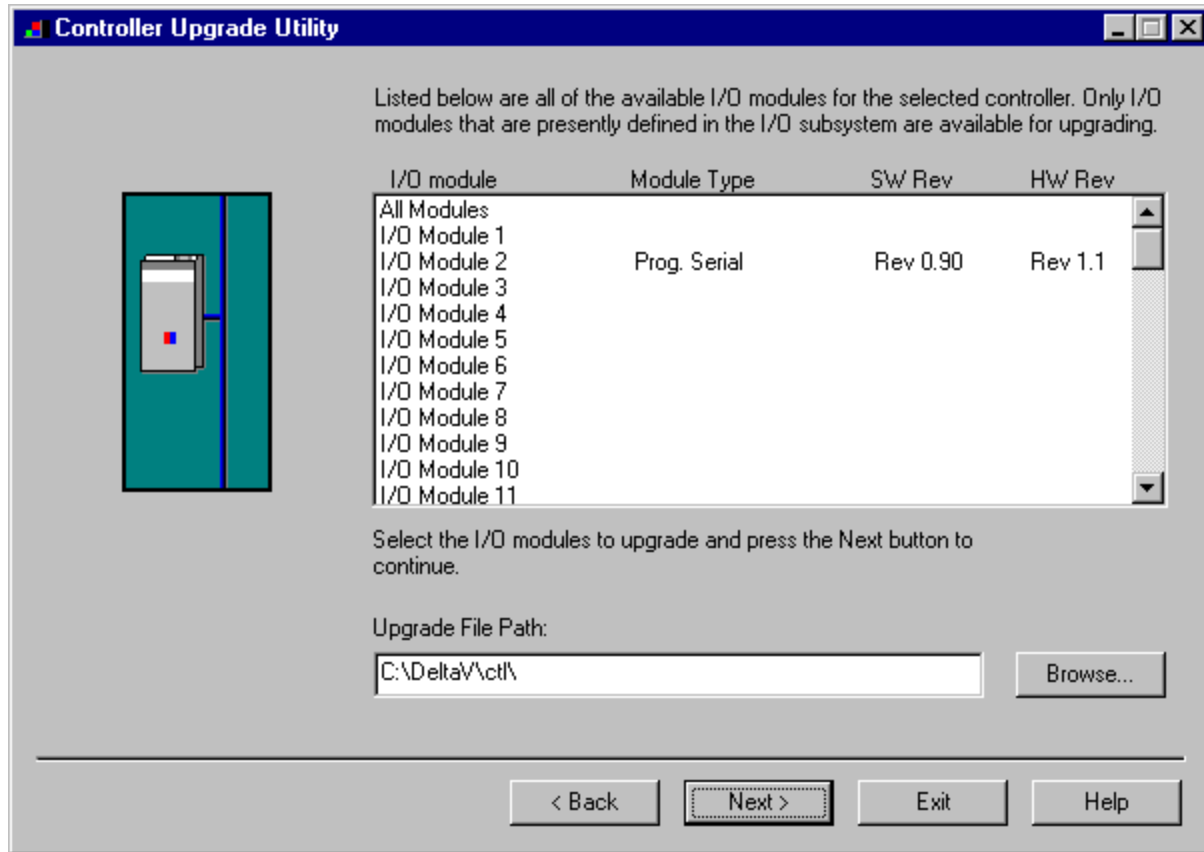 Controller Upgrade Utility
Listed below are all of the available I/O modules for the selected controller. Only I/O
modules that are presently defined in the I/O subsystem are available for upgrading.
I/O module Module Type SW Rev HW Rev
All Modules
I/O Module 1
I/O Module 2 Prog. Serial Rev 0.90 Rev 1.1
I/O Module 3
I/O Module 4
I/O Module 5
I/O Module 6
I/O Module 7
I/O Module 8
I/O Module 9
I/O Module 10
I/O Module 11
Select the I/O modules to upgrade and press the Next button to
continue.
Upgrade File Path:
C:\DeltaV\ctl\
Browse...
< Back Next > Exit Help